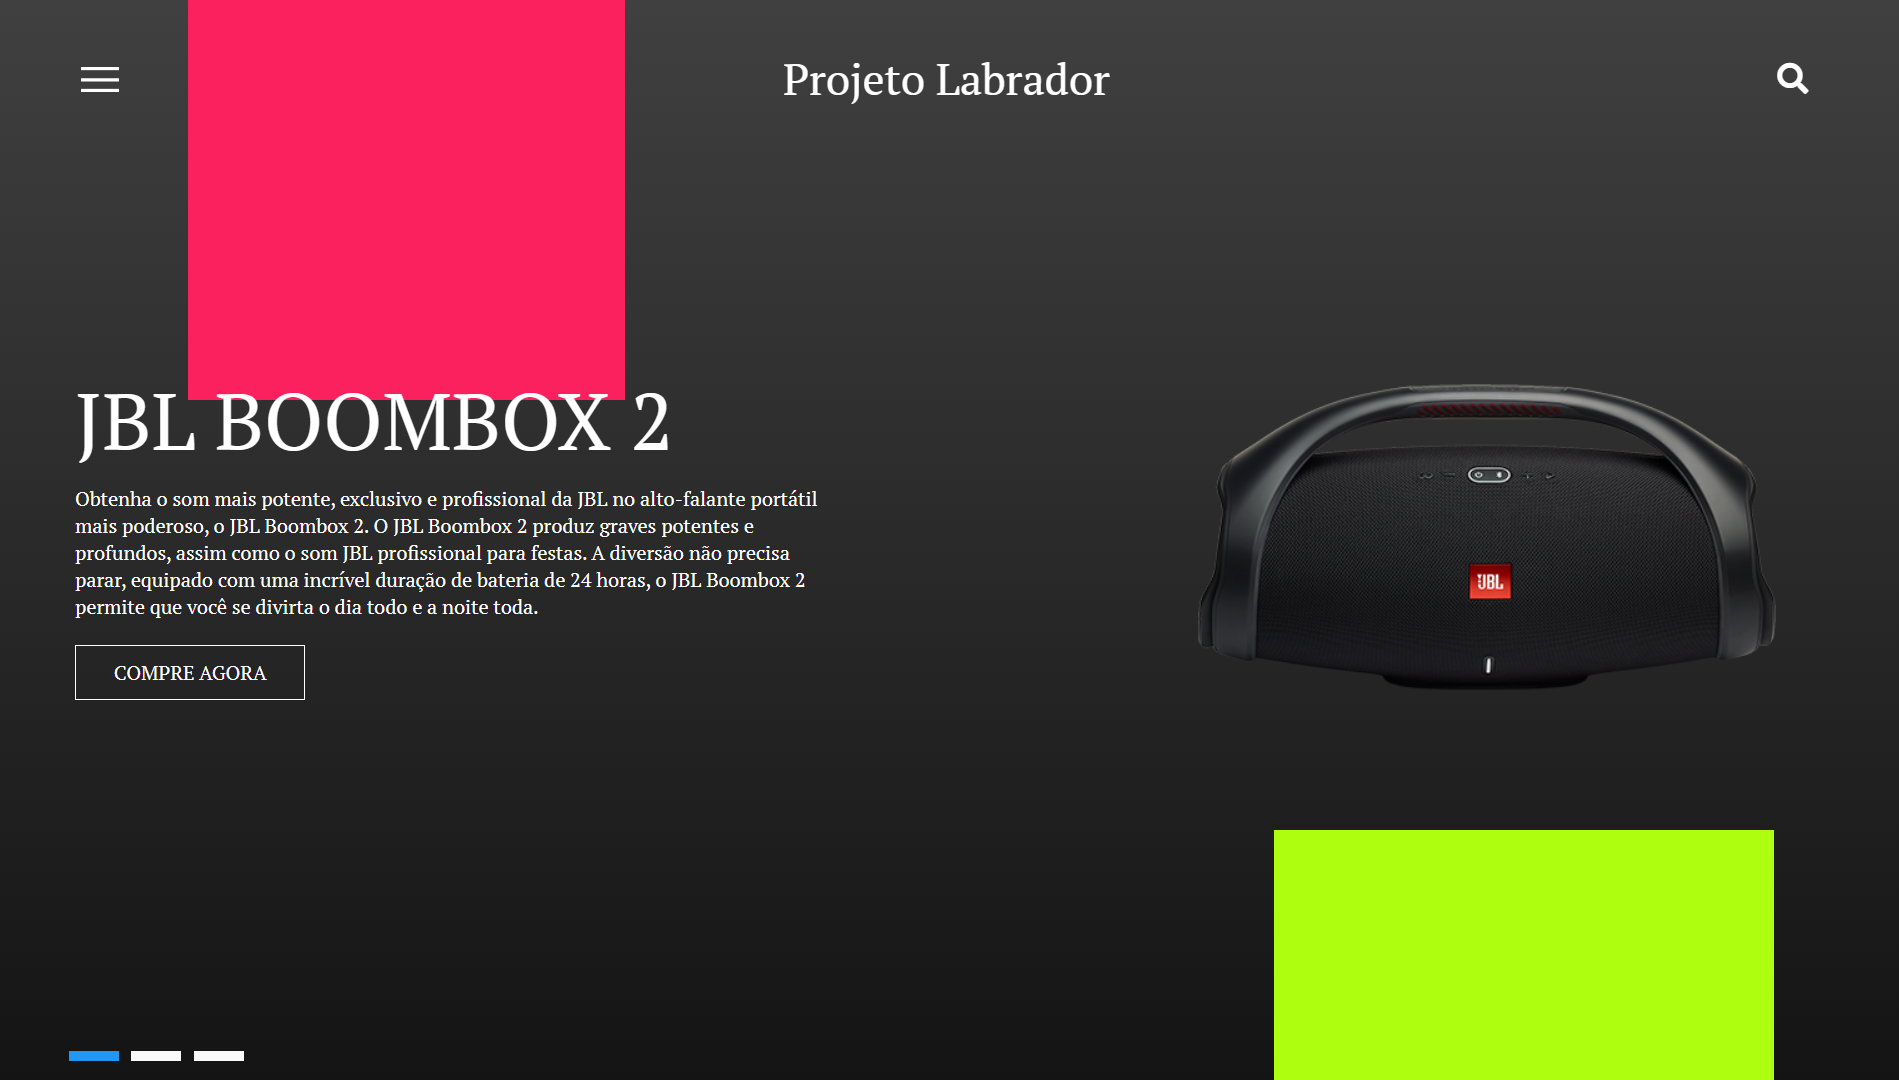 Projeto Labrador
JBL BOOMBOX 2
Obtenha o som mais potente, exclusivo e profissional da JBL no alto-falante portátil
mais poderoso, o JBL Boombox 2. O JBL Boombox 2 produz graves potentes e
profundos, assim como o som JBL profissional para festas. A diversão não precisa
parar, equipado com uma incrível duração de bateria de 24 horas, o JBL Boombox 2
permite que você se divirta o dia todo e a noite toda.
COMPRE AGORA
JBL